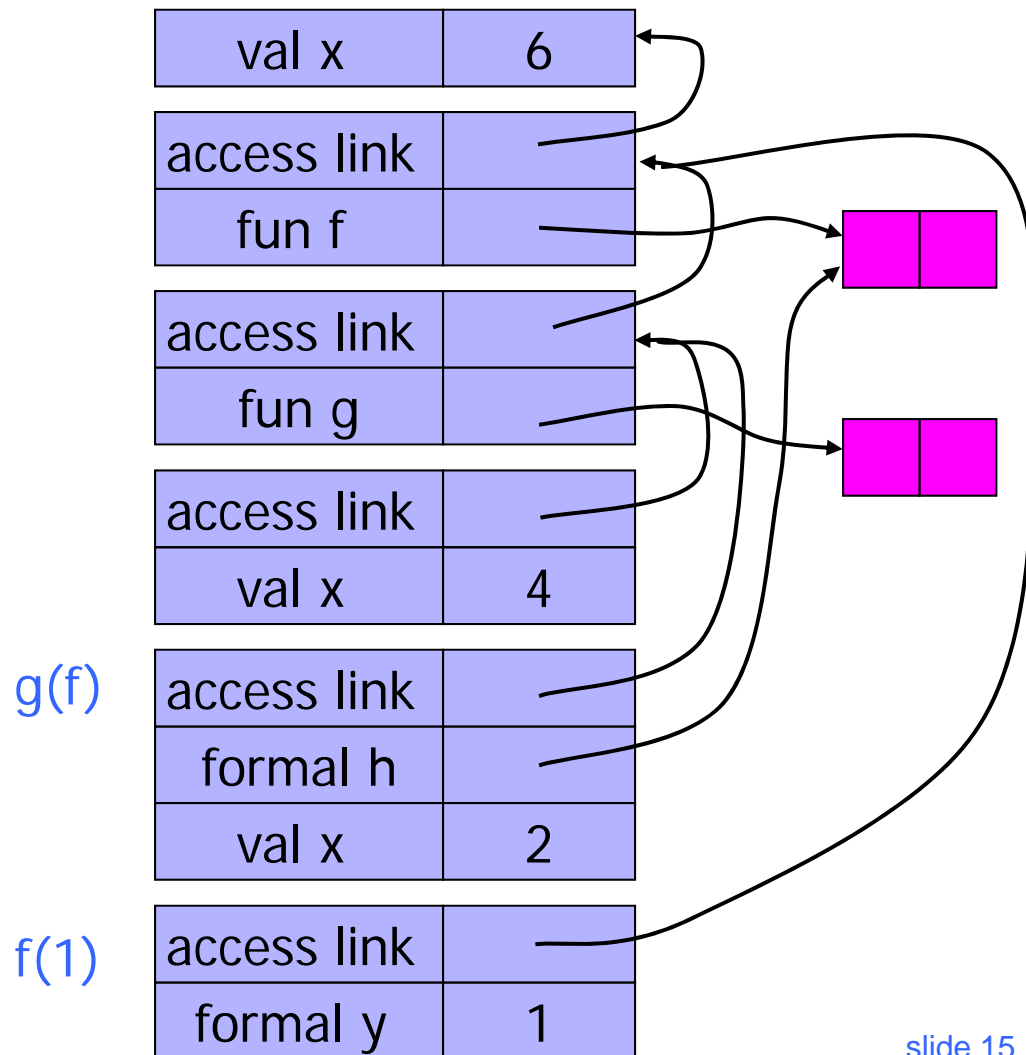 val x 6
access link
fun f
access link
fun g
access link
val x 4
g(f) access link
formal h
val x 2
f(1) access link
formal y 1
slide 15